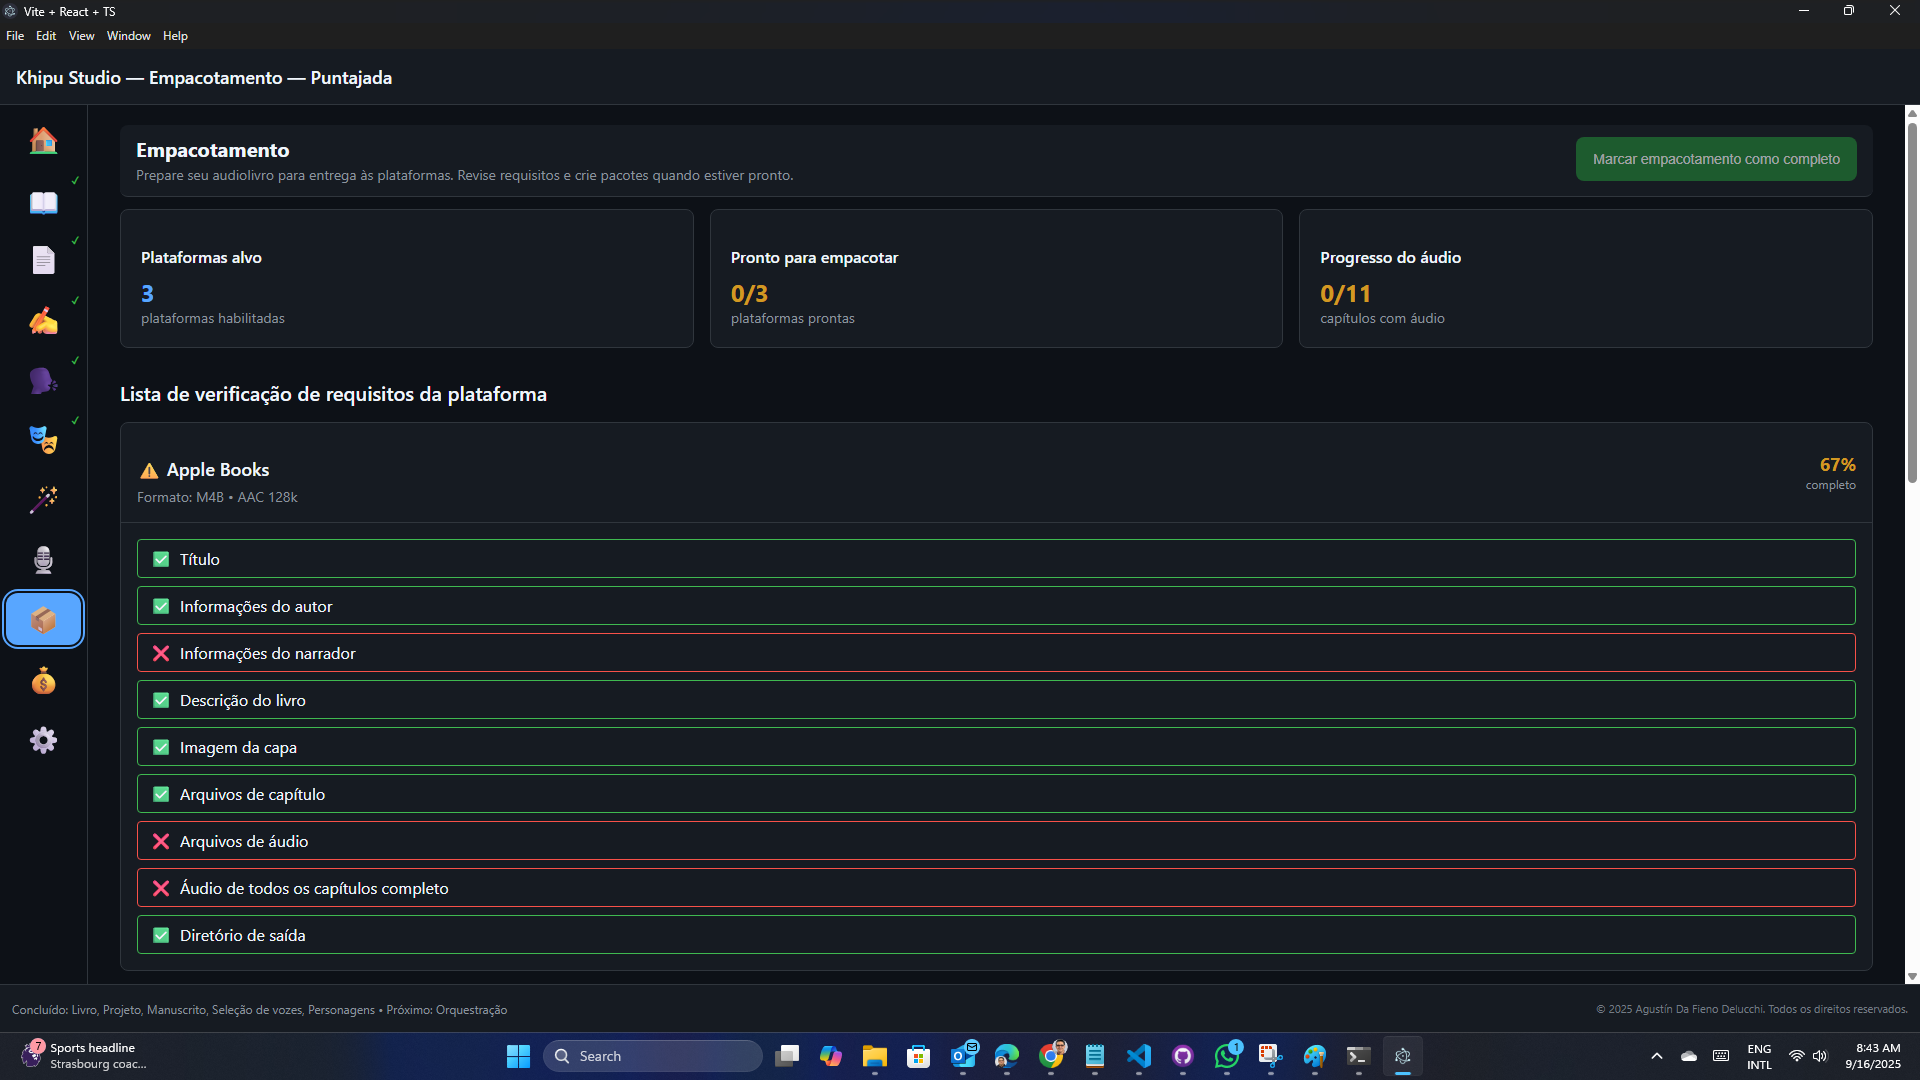 Vite + React + TS
File Edit View Window Help
Khipu Studio — Empacotamento — Puntajada
Empacotamento
Prepare seu audiolivro para entrega às plataformas. Revise requisitos e crie pacotes quando estiver pronto.
Marcar empacotamento como completo
Plataformas alvo
3
plataformas habilitadas
Pronto para empacotar
0/3
plataformas prontas
Progresso do áudio
0/11
capítulos com áudio
Lista de verificação de requisitos da plataforma
Apple Books
Formato: M4B • AAC 128k
67%
completo
Título
Informações do autor
Informações do narrador
Descrição do livro
Imagem da capa
Arquivos de capítulo
Arquivos de áudio
Áudio de todos os capítulos completo
Diretório de saída
Concluído: Livro, Projeto, Manuscrito, Seleção de vozes, Personagens • Próximo: Orquestração
© 2025 Agustín Da Fieno Delucchi. Todos os direitos reservados.
7
Sports headline
Strasbourg coac...
Search
1
ENG
INTL
8:43 AM
9/16/2025